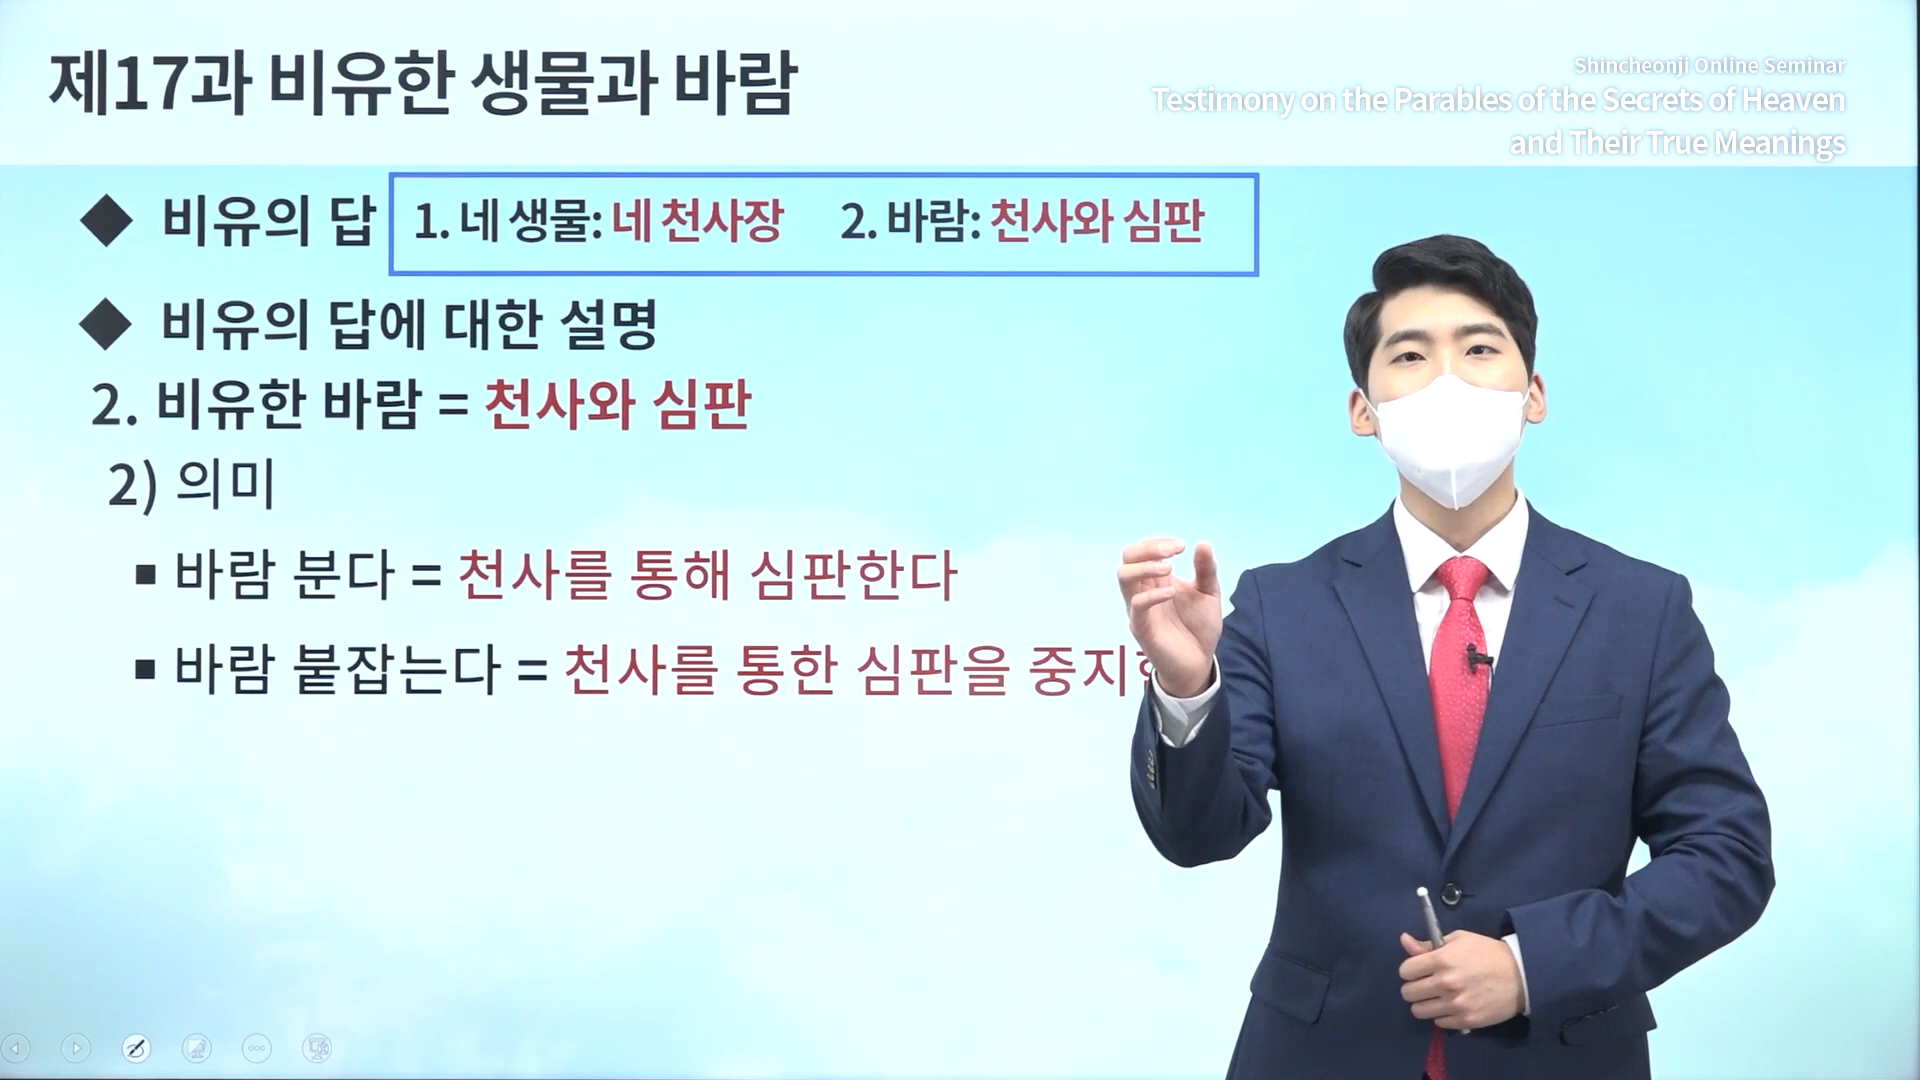 제17과 비유한 생물과 바람
Shincheonji Online Seminar
Testimony on the Parables of the Secrets of Heaven
and Their True Meanings
◆ 비유의 답 1. 네 생물: 네 천사장 2. 바람: 천사와 심판
◆ 비유의 답에 대한 설명
2. 비유한 바람 = 천사와 심판
2) 의미
▪ 바람 분다 = 천사를 통해 심판한다
▪ 바람 붙잡는다 = 천사를 통한 심판을